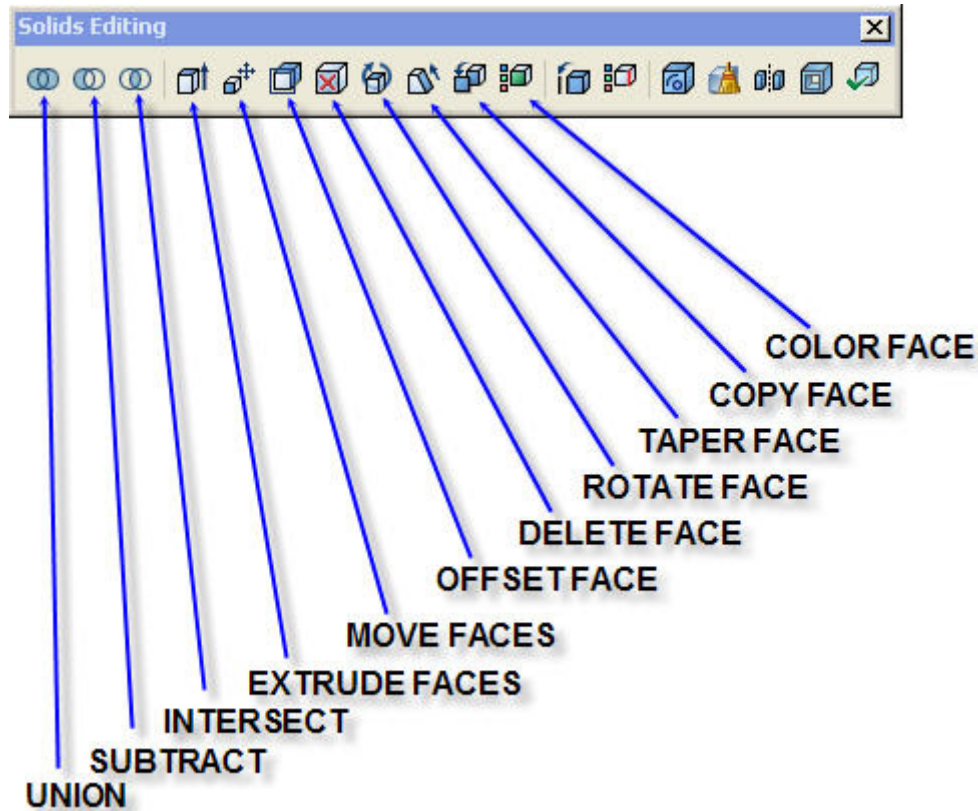 Solids Editing
COLOR FACE
COPY FACE
TAPER FACE
ROTATE FACE
DELETE FACE
OFFSET FACE
MOVE FACES
EXTRUDE FACES
INTERSECT
SUBTRACT
UNION